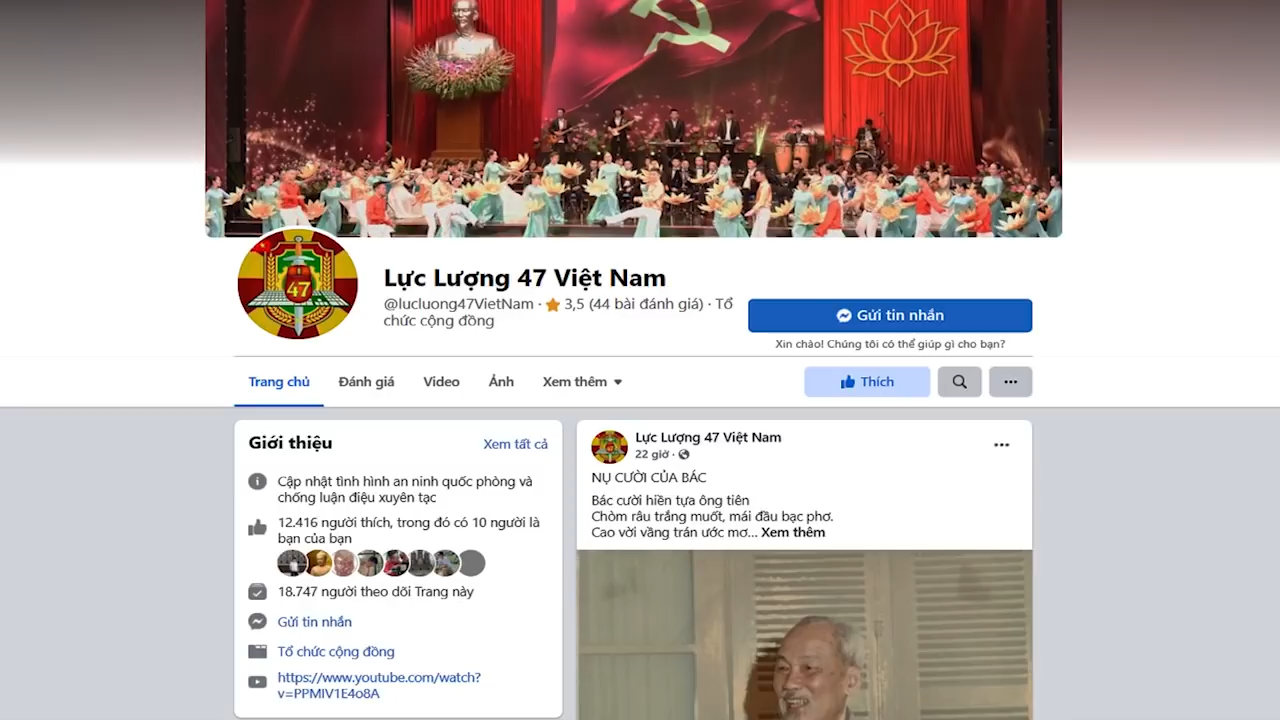 47
Lực Lượng 47 Việt Nam
@lucluong47VietNam · 3,5 (44 bài đánh giá) · Tổ
chức cộng đồng
Gửi tin nhắn
Xin chào! Chúng tôi có thể giúp gì cho bạn?
Trang chủ
Đánh giá
Video
Ảnh
Xem thêm
Thích
Giới thiệu
Xem tất cả
Cập nhật tình hình an ninh quốc phòng và
chống luận điệu xuyên tạc
12.416 người thích, trong đó có 10 người là
bạn của bạn
18.747 người theo dõi Trang này
Gửi tin nhắn
Tổ chức cộng đồng
https://www.youtube.com/watch?
v=PPMlV1E4o8A
Lực Lượng 47 Việt Nam
22 giờ ·
NỤ CƯỜI CỦA BÁC
Bác cười hiền tựa ông tiên
Chòm râu trắng muốt, mái đầu bạc phơ.
Cao vời vầng trán ước mơ... Xem thêm